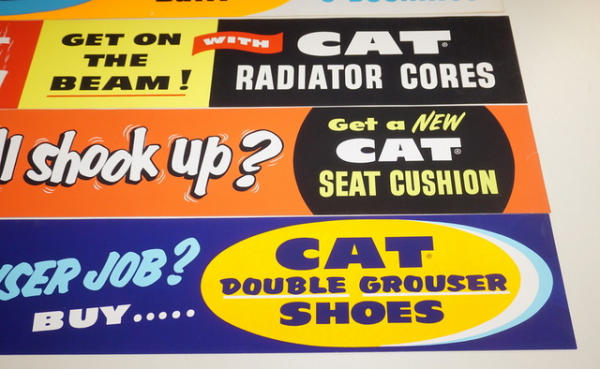 GET ON WITH CAT®
THE
BEAM! RADIATOR CORES
shook up? Get a NEW
CAT®
SEAT CUSHION
JOB?
BUY.....
CAT®
DOUBLE GROUSER
SHOES